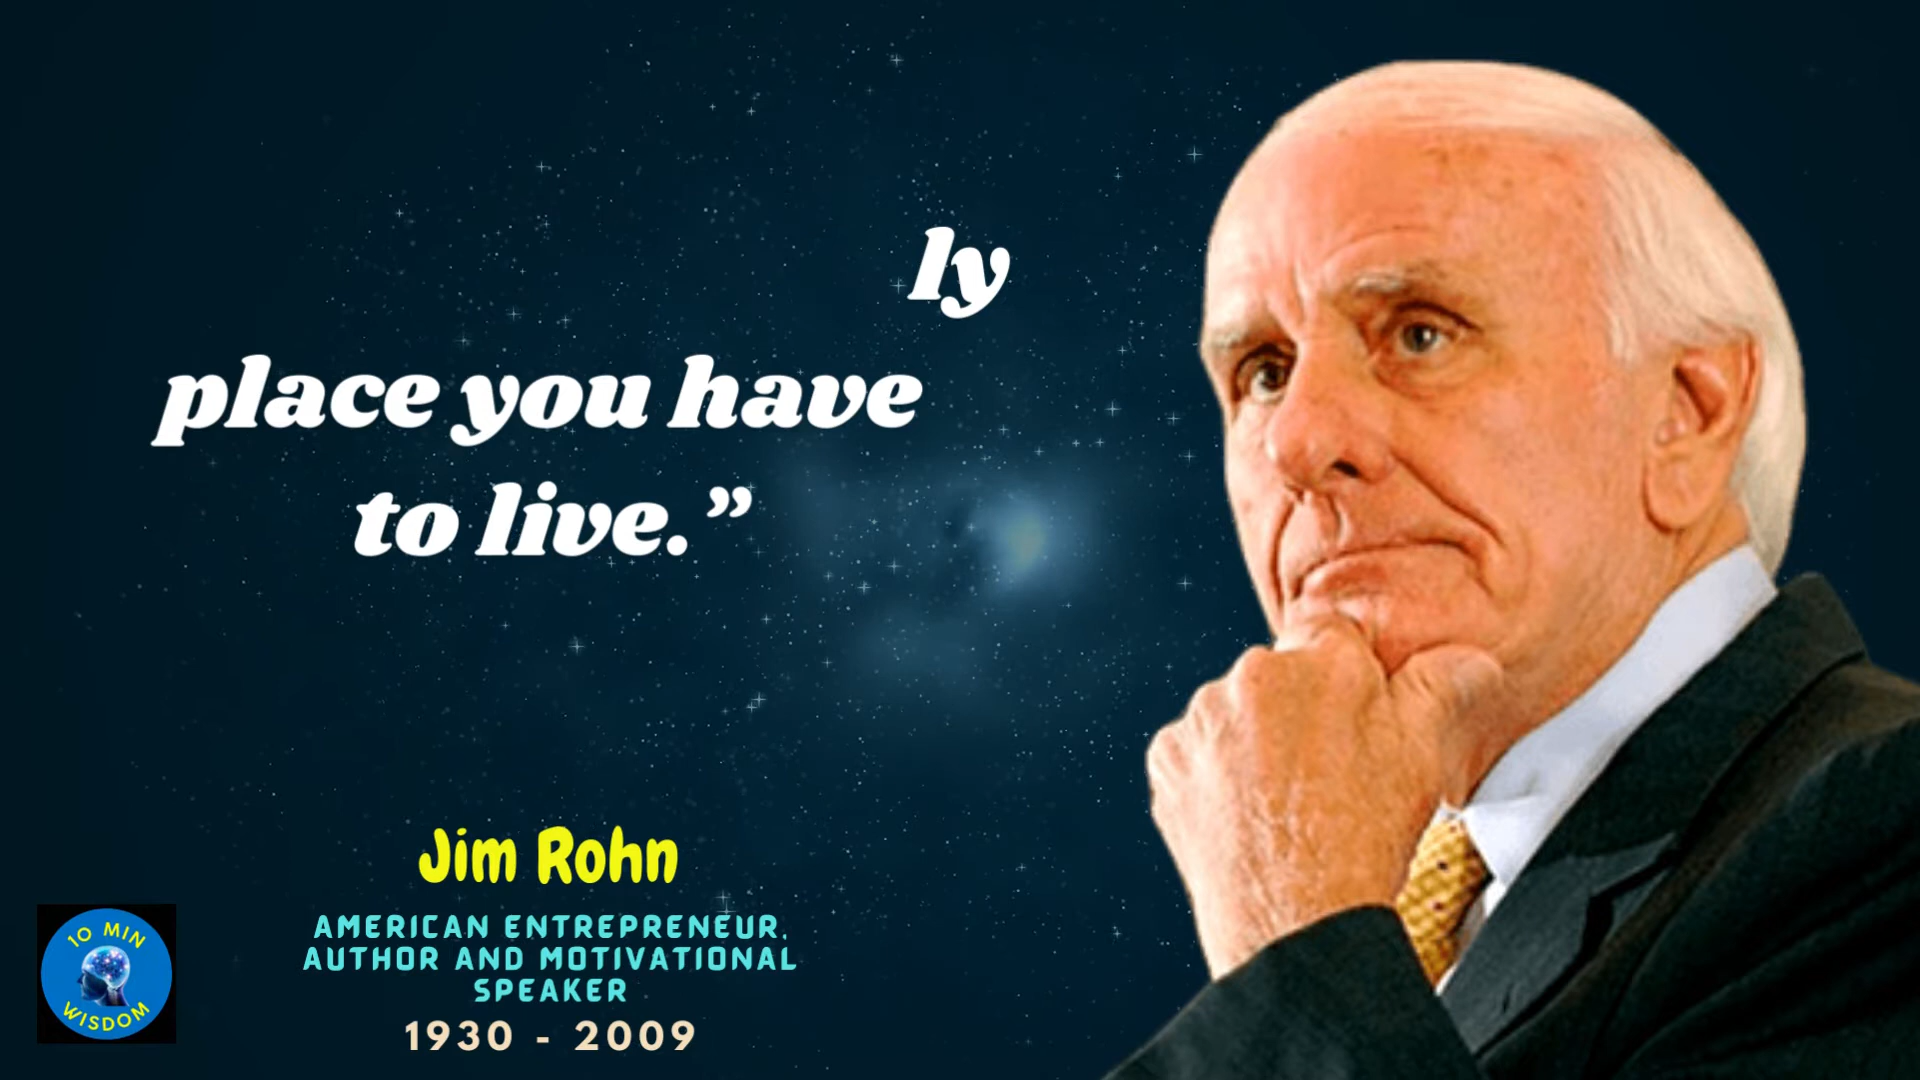 ly
place you have
to live.”
Jim Rohn
AMERICAN ENTREPRENEUR,
AUTHOR AND MOTIVATIONAL
SPEAKER
1930 - 2009
10 MIN
WISDOM